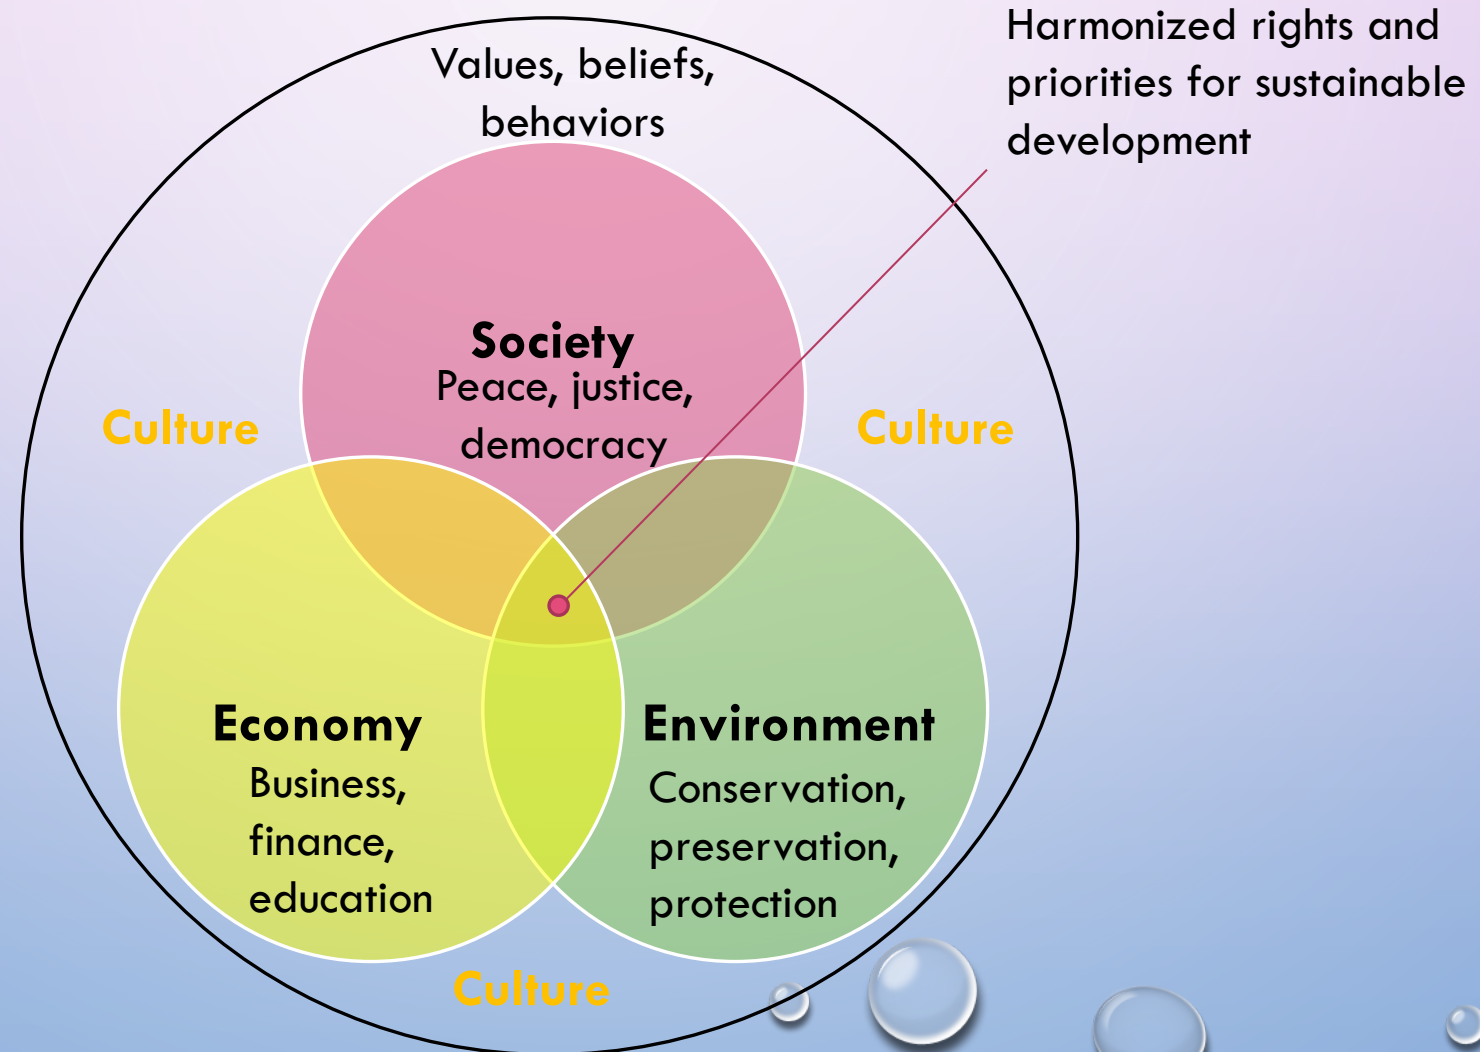 Harmonized rights and
priorities for sustainable
development
Values, beliefs,
behaviors
Society
Peace, justice,
democracy
Culture
Culture
Economy
Business,
finance,
education
Environment
Conservation,
preservation,
protection
Culture